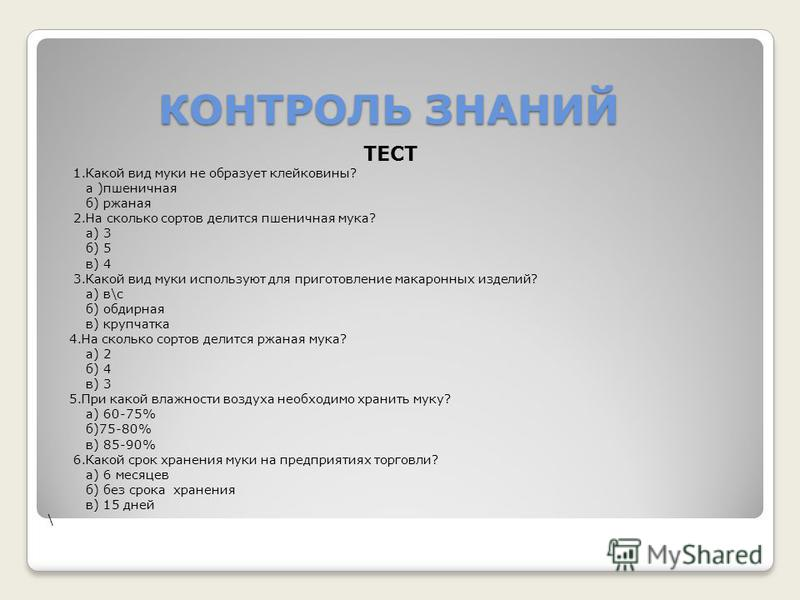 КОНТРОЛЬ ЗНАНИЙ
ТЕСТ
1.Какой вид муки не образует клейковины?
а )пшеничная
б) ржаная
2.На сколько сортов делится пшеничная мука?
а) 3
б) 5
в) 4
3.Какой вид муки используют для приготовление макаронных изделий?
а) в\с
б) обдирная
в) крупчатка
4.На сколько сортов делится ржаная мука?
а) 2
б) 4
в) 3
5.При какой влажности воздуха необходимо хранить муку?
а) 60-75%
б)75-80%
в) 85-90%
6.Какой срок хранения муки на предприятиях торговли?
а) 6 месяцев
б) без срока хранения
в) 15 дней
\
MyShared